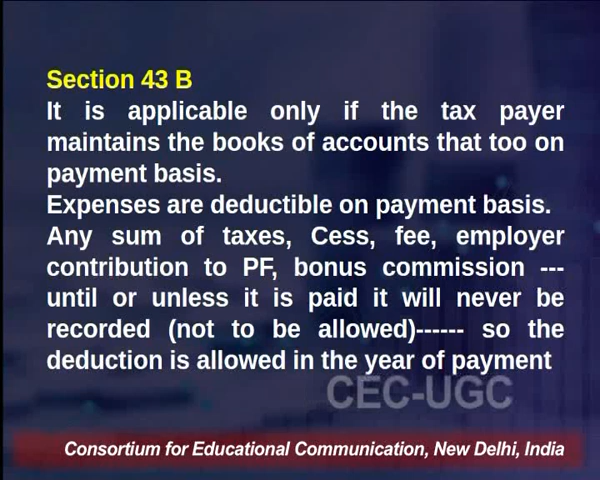 Section 43 B
It is applicable only if the tax payer
maintains the books of accounts that too on
payment basis.
Expenses are deductible on payment basis.
Any sum of taxes, Cess, fee, employer
contribution to PF, bonus commission ---
until or unless it is paid it will never be
recorded (not to be allowed)------ so the
deduction is allowed in the year of payment
CEC-UGC
Consortium for Educational Communication, New Delhi, India